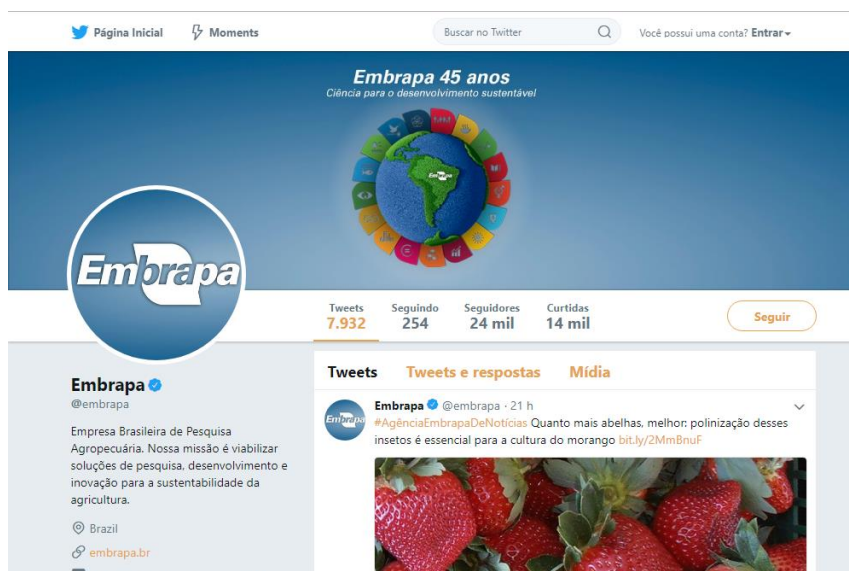 Página Inicial
Moments
Buscar no Twitter
Você possui uma conta? Entrar
Embrapa 45 anos
Ciência para o desenvolvimento sustentável
Embrapa
Embrapa
Tweets
7.932
Seguindo
254
Seguidores
24 mil
Curtidas
14 mil
Seguir
Embrapa
@embrapa
Empresa Brasileira de Pesquisa
Agropecuária. Nossa missão é viabilizar
soluções de pesquisa, desenvolvimento e
inovação para a sustentabilidade da
agricultura.
Brazil
embrapa.br
Tweets
Tweets e respostas
Mídia
Embrapa
Embrapa @embrapa · 21 h
#AgênciaEmbrapaDeNotícias Quanto mais abelhas, melhor: polinização desses
insetos é essencial para a cultura do morango bit.ly/2MmBnuF